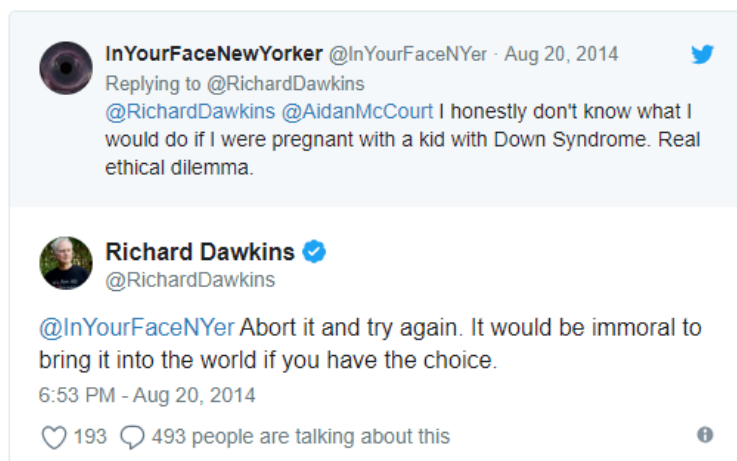 InYourFaceNewYorker @InYourFaceNYer · Aug 20, 2014
Replying to @RichardDawkins
@RichardDawkins @AidanMcCourt I honestly don't know what I
would do if I were pregnant with a kid with Down Syndrome. Real
ethical dilemma.
Richard Dawkins
@RichardDawkins
@InYourFaceNYer Abort it and try again. It would be immoral to
bring it into the world if you have the choice.
6:53 PM - Aug 20, 2014
193 493 people are talking about this